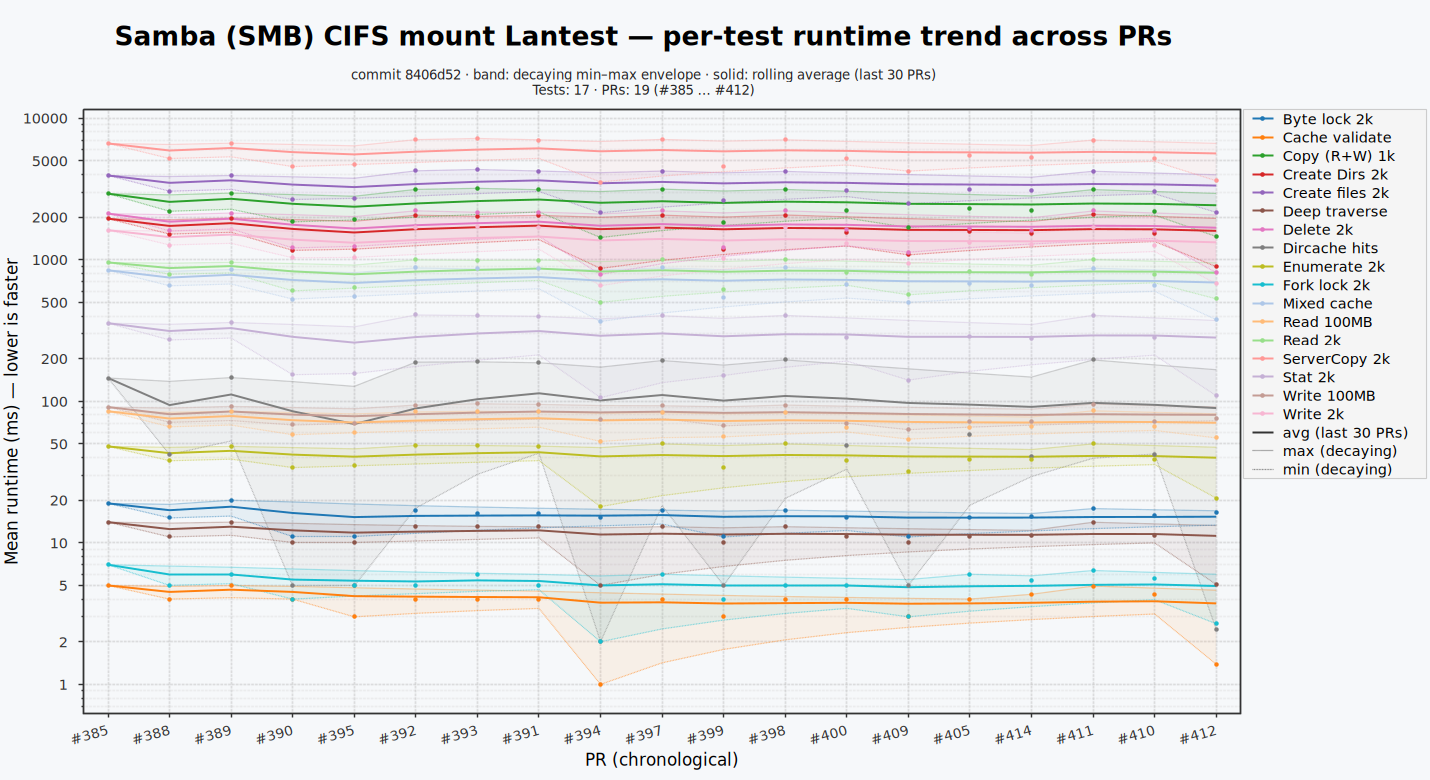 Samba (SMB) CIFS mount Lantest — per-test runtime trend across PRs
commit 8406d52 · band: decaying min–max envelope · solid: rolling average (last 30 PRs)
Tests: 17 · PRs: 19 (#385 … #412)
Mean runtime (ms) — lower is faster
10000
5000
2000
1000
500
200
100
50
20
10
5
2
1
#385 #388 #389 #390 #395 #392 #393 #391 #394 #397 #399 #398 #400 #409 #405 #414 #411 #410 #412
PR (chronological)
Byte lock 2k
Cache validate
Copy (R+W) 1k
Create Dirs 2k
Create files 2k
Deep traverse
Delete 2k
Dircache hits
Enumerate 2k
Fork lock 2k
Mixed cache
Read 100MB
Read 2k
ServerCopy 2k
Stat 2k
Write 100MB
Write 2k
avg (last 30 PRs)
max (decaying)
min (decaying)